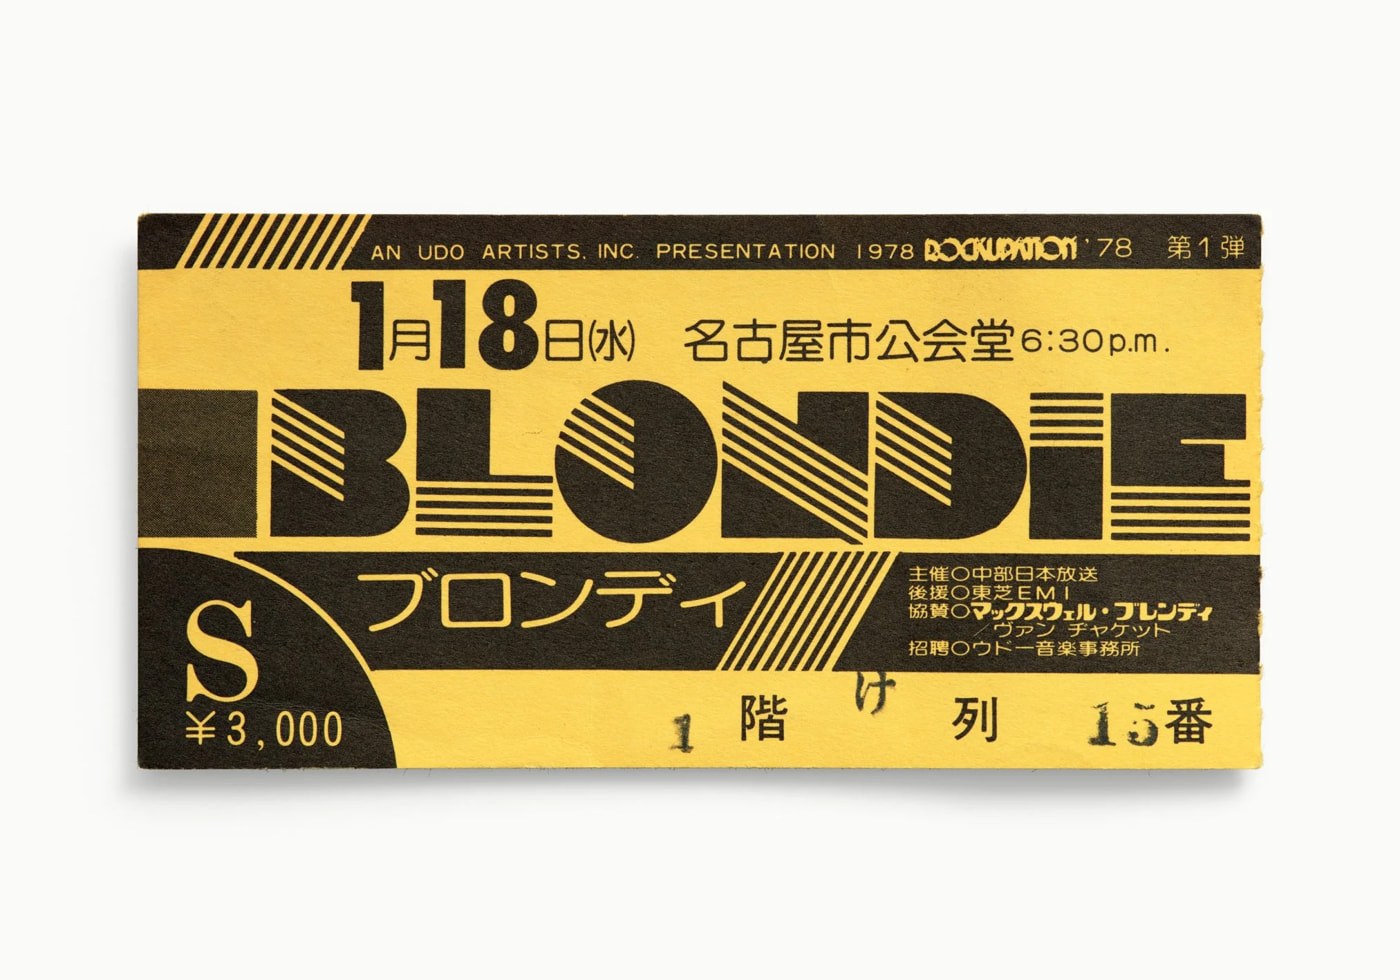 AN UDO ARTISTS, INC. PRESENTATION 1978 ROCKUPATION '78 第1弾
1月18日(水) 名古屋市公会堂6:30p.m.
BLONDIE
ブロンディ
主催○中部日本放送
後援○東芝EMI
協賛○マックスウェル・ブレンディ
/ヴァン ヂャケット
招聘○ウドー音楽事務所
S
¥3,000
1階 け列 15番